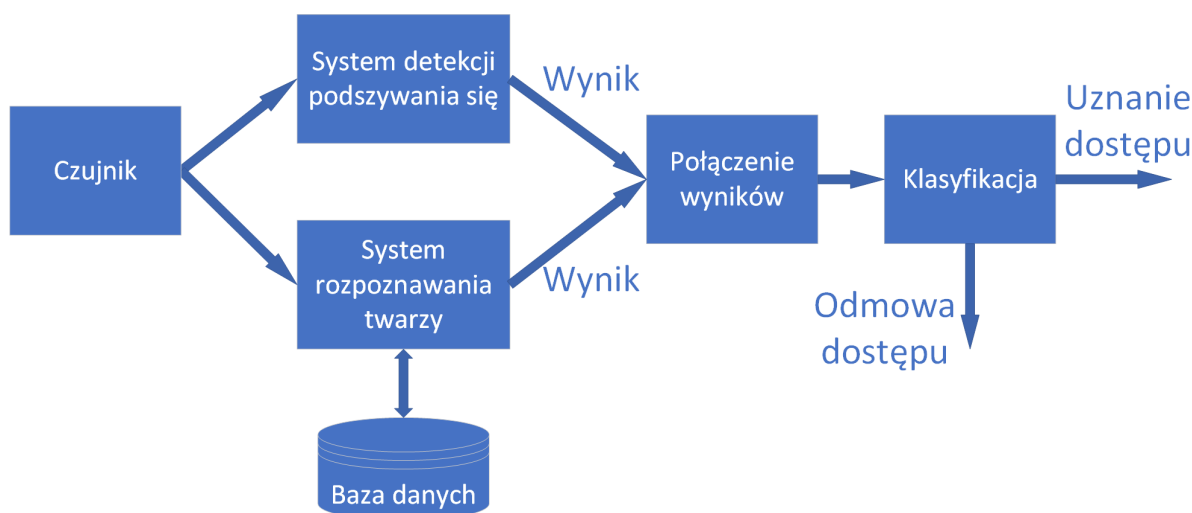 Czujnik
System detekcji
podszywania się
Wynik
System
rozpoznawania
twarzy
Wynik
Baza danych
Połączenie
wyników
Klasyfikacja
Uznanie
dostępu
Odmowa
dostępu